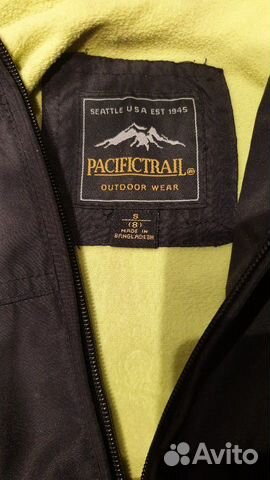 SEATTLE USA EST 1945
PACIFICTRAIL®
OUTDOOR WEAR
S
(8)
MADE IN
BANGLADESH
Avito